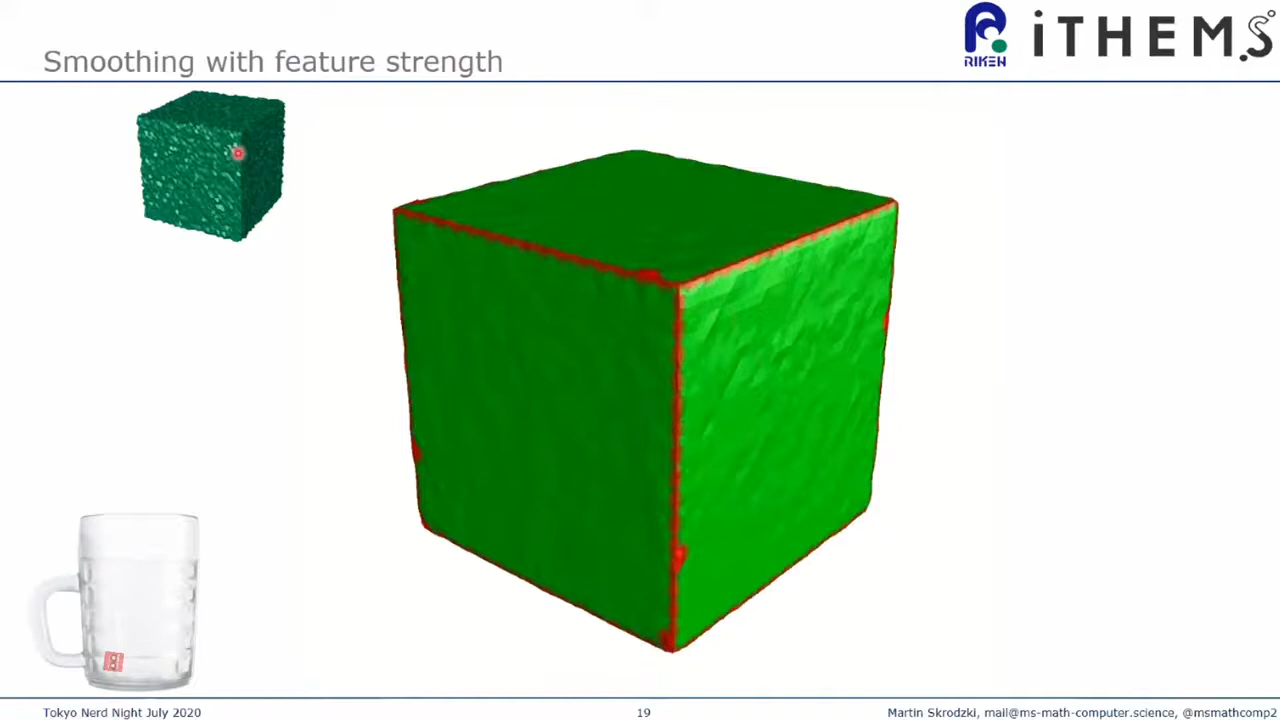 Smoothing with feature strength
RIKEN
iTHEMS
Tokyo Nerd Night July 2020
19
Martin Skrodzki, mail@ms-math-computer.science, @msmathcomp2